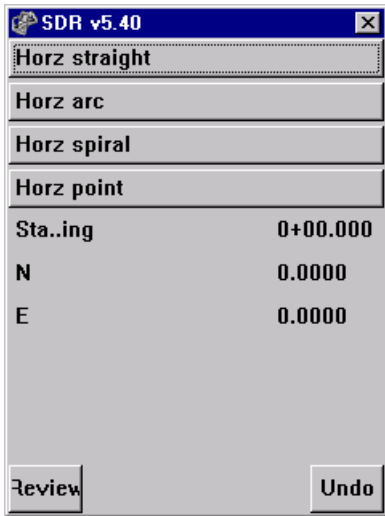 SDR v5.40
Horz straight
Horz arc
Horz spiral
Horz point
Sta..ing 0+00.000
N 0.0000
E 0.0000
Review Undo